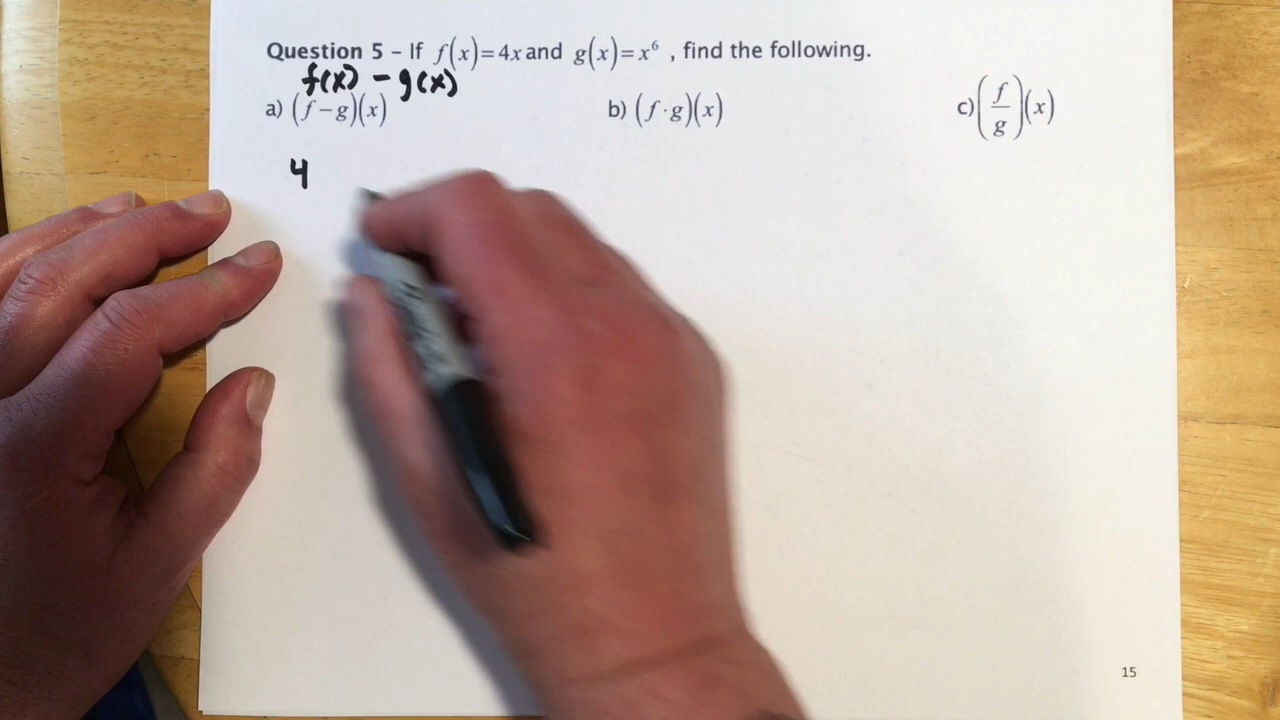 Question 5 – If f(x)=4x and g(x)=x⁶ , find the following.
f(x) - g(x)
a) (f-g)(x) b) (f·g)(x) c) (f/g)(x)
4
15